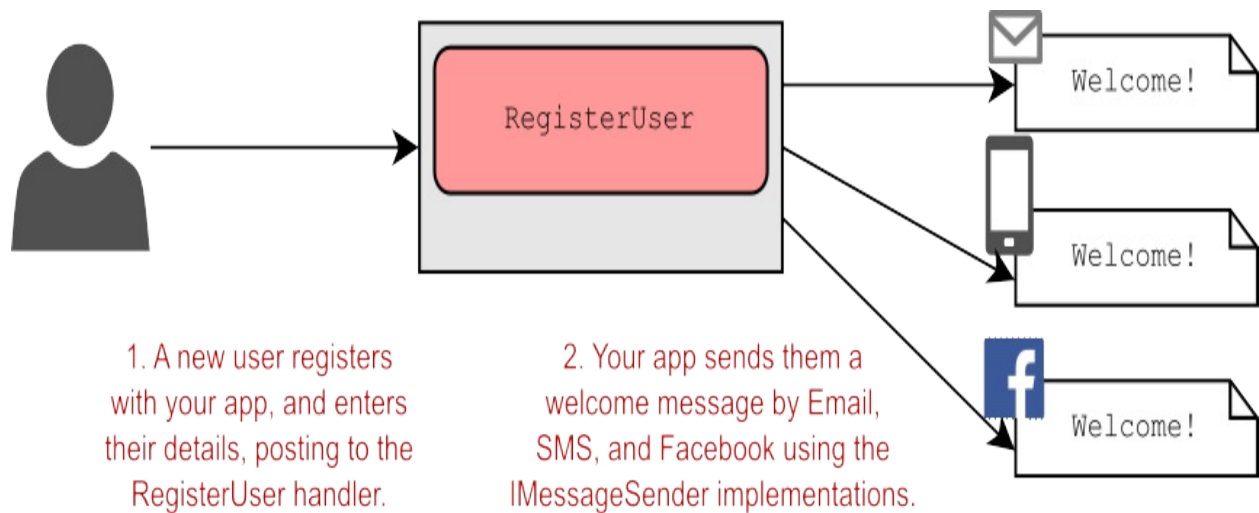 RegisterUser
Welcome!
Welcome!
Welcome!
1. A new user registers
with your app, and enters
their details, posting to the
RegisterUser handler.
2. Your app sends them a
welcome message by Email,
SMS, and Facebook using the
IMessageSender implementations.